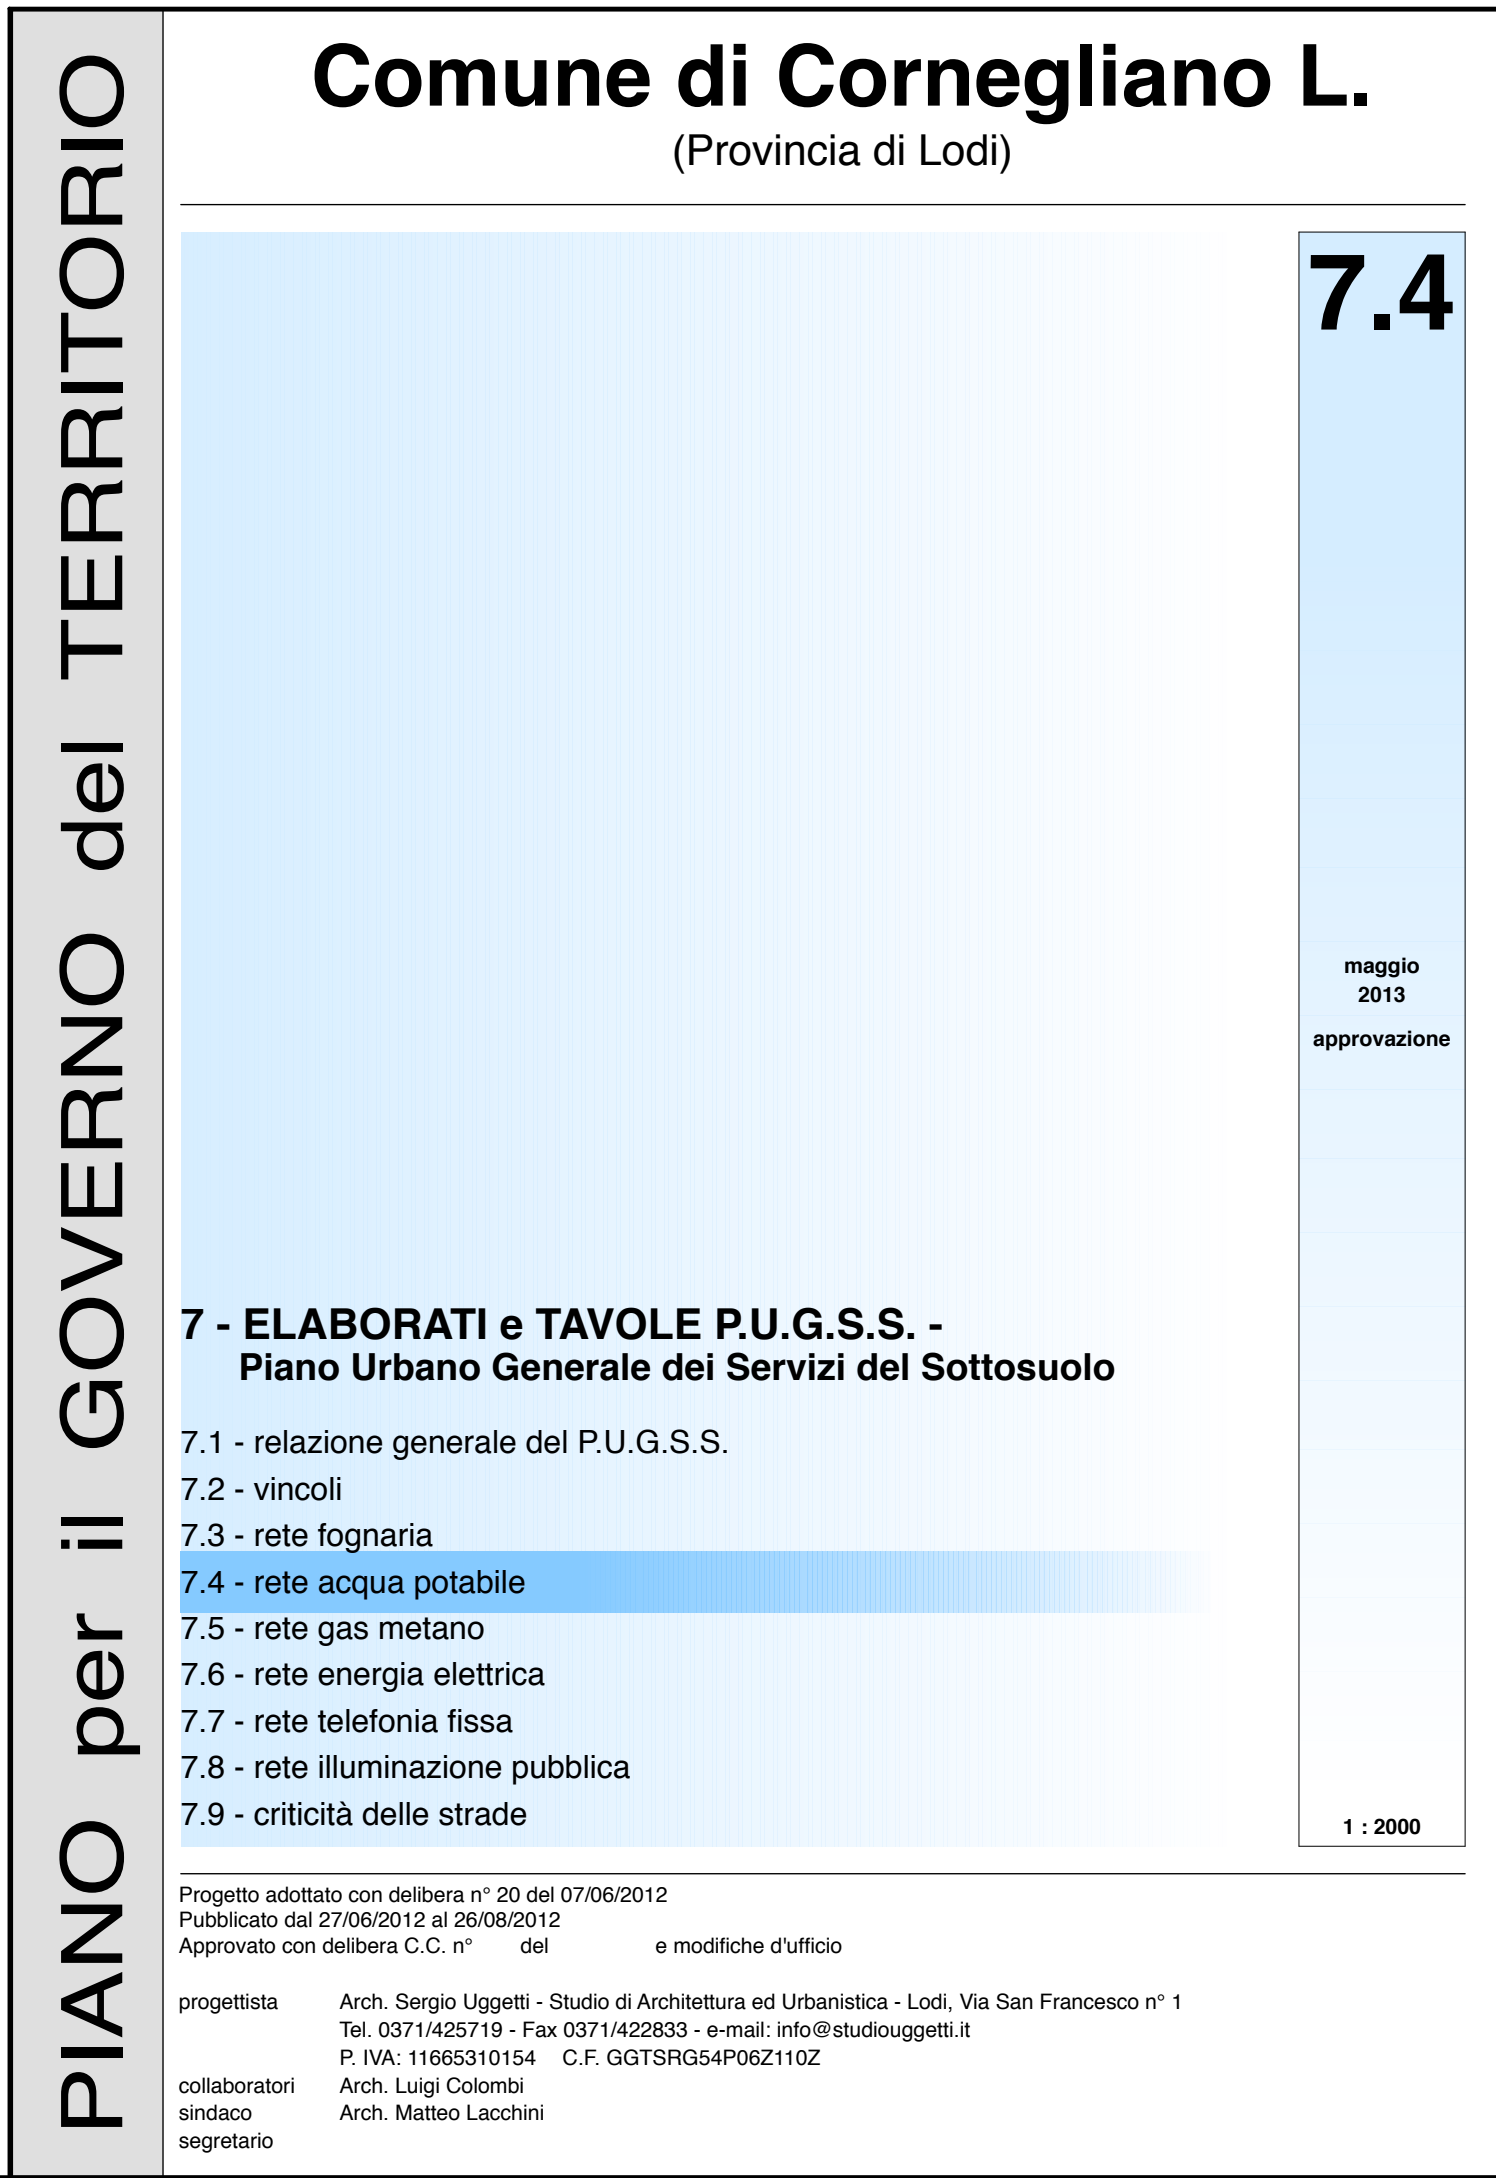 PIANO per il GOVERNO del TERRITORIO
Comune di Cornegliano L.
(Provincia di Lodi)
7.4
maggio
2013
approvazione
1 : 2000
7 - ELABORATI e TAVOLE P.U.G.S.S. -
Piano Urbano Generale dei Servizi del Sottosuolo
7.1 - relazione generale del P.U.G.S.S.
7.2 - vincoli
7.3 - rete fognaria
7.4 - rete acqua potabile
7.5 - rete gas metano
7.6 - rete energia elettrica
7.7 - rete telefonia fissa
7.8 - rete illuminazione pubblica
7.9 - criticità delle strade
Progetto adottato con delibera n° 20 del 07/06/2012
Pubblicato dal 27/06/2012 al 26/08/2012
Approvato con delibera C.C. n° del e modifiche d'ufficio
progettista Arch. Sergio Uggetti - Studio di Architettura ed Urbanistica - Lodi, Via San Francesco n° 1
Tel. 0371/425719 - Fax 0371/422833 - e-mail: info@studiouggetti.it
P. IVA: 11665310154 C.F. GGTSRG54P06Z110Z
collaboratori Arch. Luigi Colombi
sindaco Arch. Matteo Lacchini
segretario